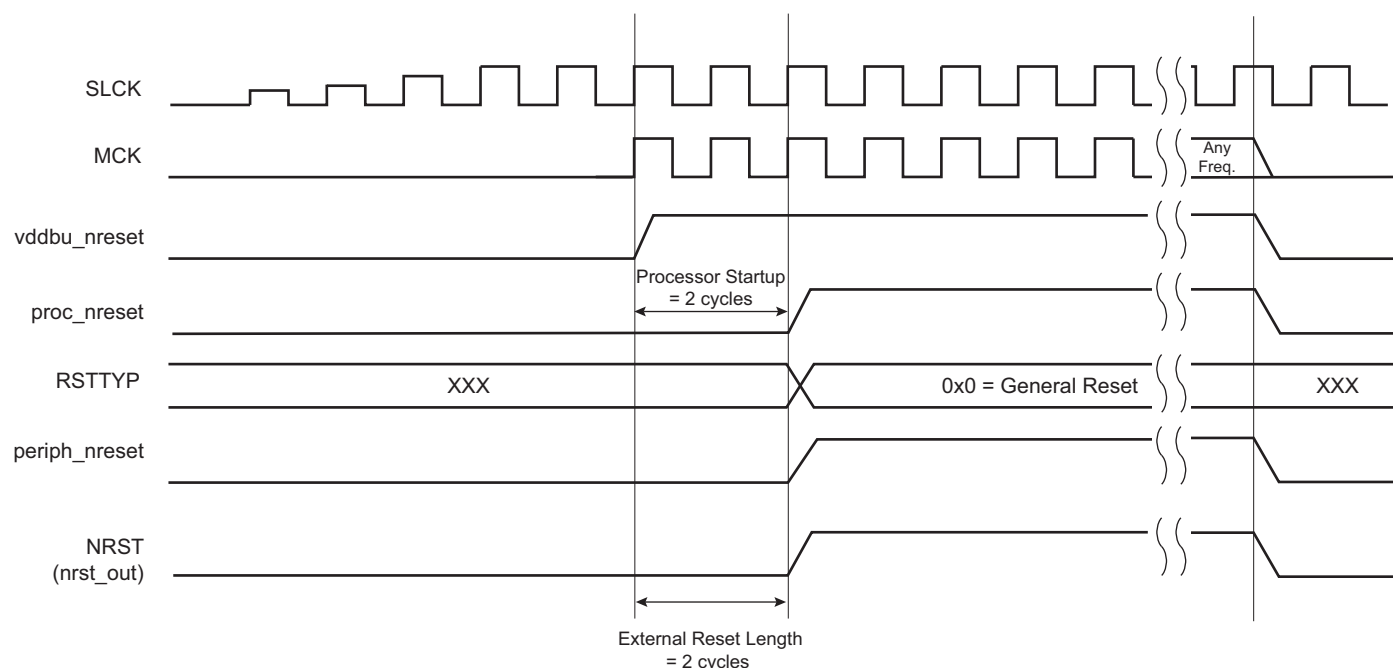 SLCK
MCK
Any
Freq.
vddbu_nreset
Processor Startup
= 2 cycles
proc_nreset
RSTTYP
XXX
0x0 = General Reset
XXX
periph_nreset
NRST
(nrst_out)
External Reset Length
= 2 cycles